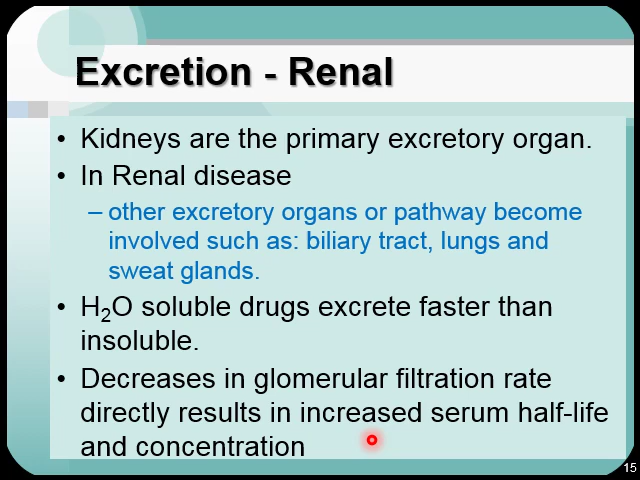 Excretion - Renal
• Kidneys are the primary excretory organ.
• In Renal disease
– other excretory organs or pathway become
involved such as: biliary tract, lungs and
sweat glands.
• H₂O soluble drugs excrete faster than
insoluble.
• Decreases in glomerular filtration rate
directly results in increased serum half-life
and concentration
15